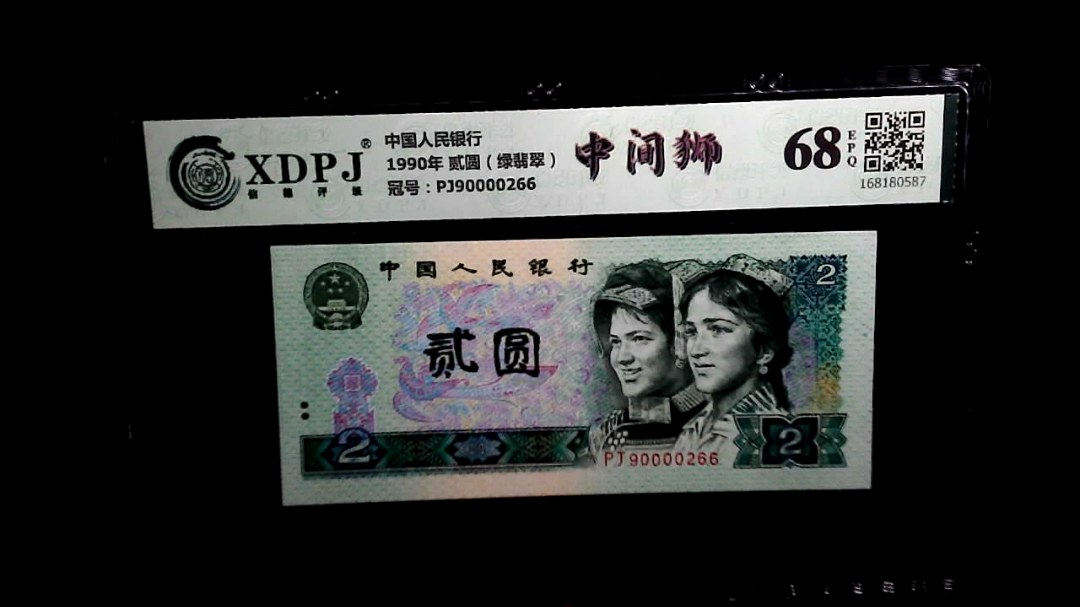 XDPJ®
信德评级
中国人民银行
1990年 贰圆（绿翡翠）
冠号：PJ90000266
中间狮
68
EPQ
168180587
中国人民银行
2
贰圆
2
2
PJ90000266